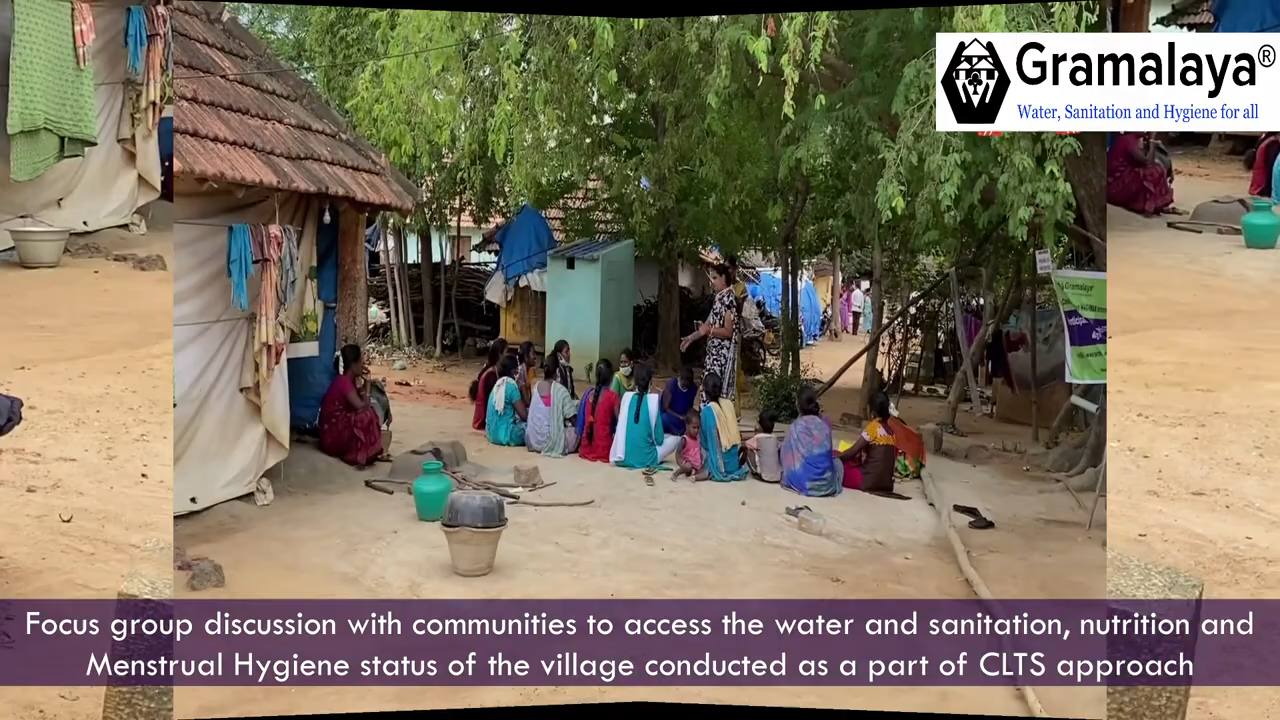 Gramalaya®
Water, Sanitation and Hygiene for all
Gramalaya
Focus group discussion with communities to access the water and sanitation, nutrition and
Menstrual Hygiene status of the village conducted as a part of CLTS approach